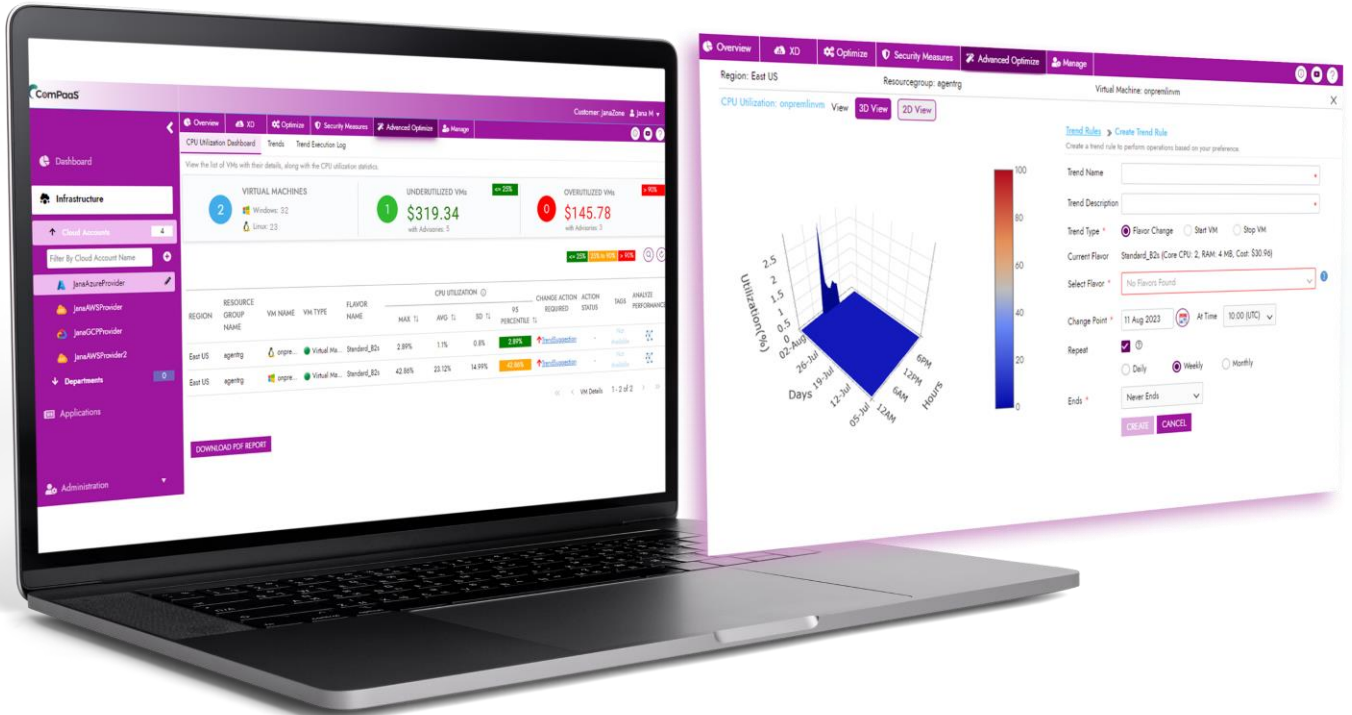 ComPaaS
Customer: JanaZone Jana M
Overview XD Optimize Security Measures Advanced Optimize Manage
CPU Utilization Dashboard Trends Trend Execution Log
View the list of VMs with their details, along with the CPU utilization statistics.
Dashboard
Infrastructure
Cloud Accounts 4
Filter By Cloud Account Name
JanaAzureProvider
JanaAWSProvider
JanaGCPProvider
JanaAWSProvider2
Departments 0
Applications
Administration
2
VIRTUAL MACHINES
Windows: 32
Linux: 23
1
UNDERUTILIZED VMs <= 25%
$319.34
with Advisories: 5
0
OVERUTILIZED VMs > 90%
$145.78
with Advisories: 3
<= 25% 25% to 90% > 90%
CPU UTILIZATION
REGION RESOURCE GROUP NAME VM NAME VM TYPE FLAVOR NAME MAX AVG SD 95 PERCENTILE CHANGE ACTION REQUIRED ACTION STATUS TAGS ANALYZE PERFORMANCE
East US agentrg onpre... Virtual Ma... Standard_B2s 2.89% 1.1% 0.8% 2.89% TrendSuggestion - Not Available
East US agentrg onpre... Virtual Ma... Standard_B2s 42.86% 23.12% 14.99% 42.86% TrendSuggestion - Not Available
VM Details 1 - 2 of 2
DOWNLOAD PDF REPORT
Overview XD Optimize Security Measures Advanced Optimize Manage
Region: East US Resourcegroup: agentrg Virtual Machine: onpremlinvm X
CPU Utilization: onpremlinvm View 3D View 2D View
Utilization(%)
2.5
2
1.5
1
0.5
0
02-Aug
26-Jul
19-Jul
12-Jul
05-Jul
Days
12AM
6AM
12PM
6PM
Hours
100
80
60
40
20
0
Trend Rules > Create Trend Rule
Create a trend rule to perform operations based on your preference.
Trend Name *
Trend Description *
Trend Type * Flavor Change Start VM Stop VM
Current Flavor Standard_B2s (Core CPU: 2, RAM: 4 MB, Cost: $30.96)
Select Flavor * No Flavors Found
Change Point * 11 Aug 2023 At Time 10:00 (UTC)
Repeat
Daily Weekly Monthly
Ends * Never Ends
CREATE CANCEL